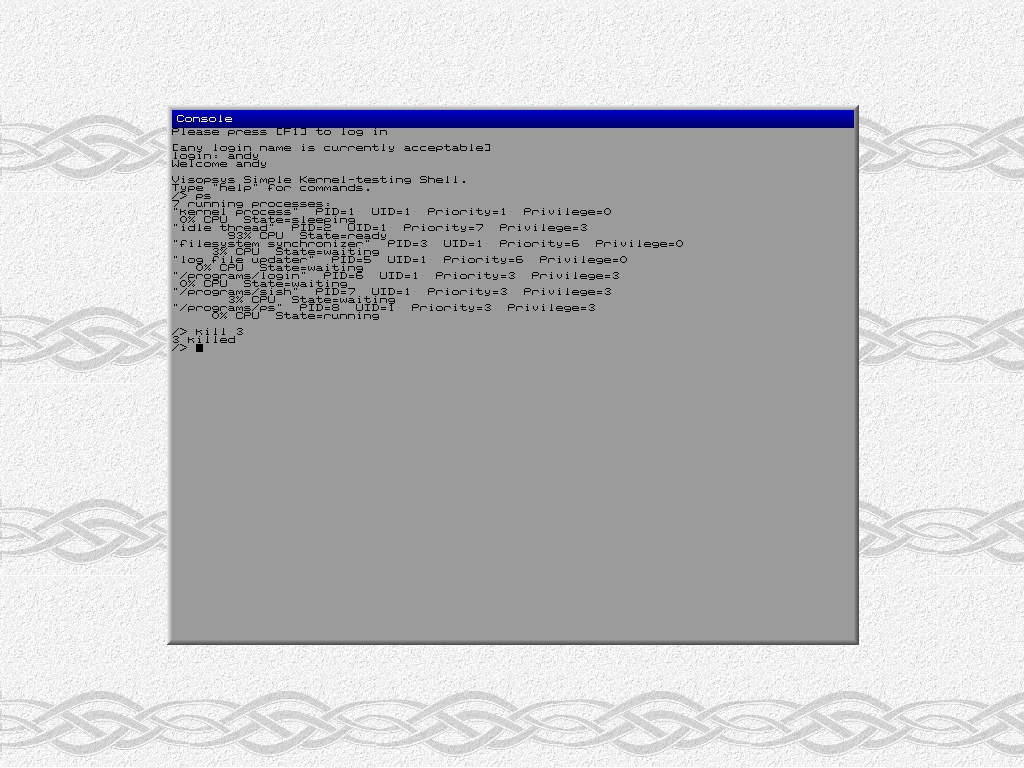 Console
Please press [F1] to log in
[any login name is currently acceptable]
login: andy
Welcome andy
Visopsys Simple Kernel-testing Shell.
Type "help" for commands.
/> ps
7 running processes:
"kernel process"  PID=1  UID=1  Priority=1  Privilege=0
0% CPU  State=sleeping
"idle thread"  PID=2  UID=1  Priority=7  Privilege=3
93% CPU  State=ready
"filesystem synchronizer"  PID=3  UID=1  Priority=6  Privilege=0
3% CPU  State=waiting
"log file updater"  PID=5  UID=1  Priority=6  Privilege=0
0% CPU  State=waiting
"/programs/login"  PID=6  UID=1  Priority=3  Privilege=3
0% CPU  State=waiting
"/programs/sish"  PID=7  UID=1  Priority=3  Privilege=3
3% CPU  State=waiting
"/programs/ps"  PID=8  UID=1  Priority=3  Privilege=3
0% CPU  State=running
/> kill 3
3 killed
/>